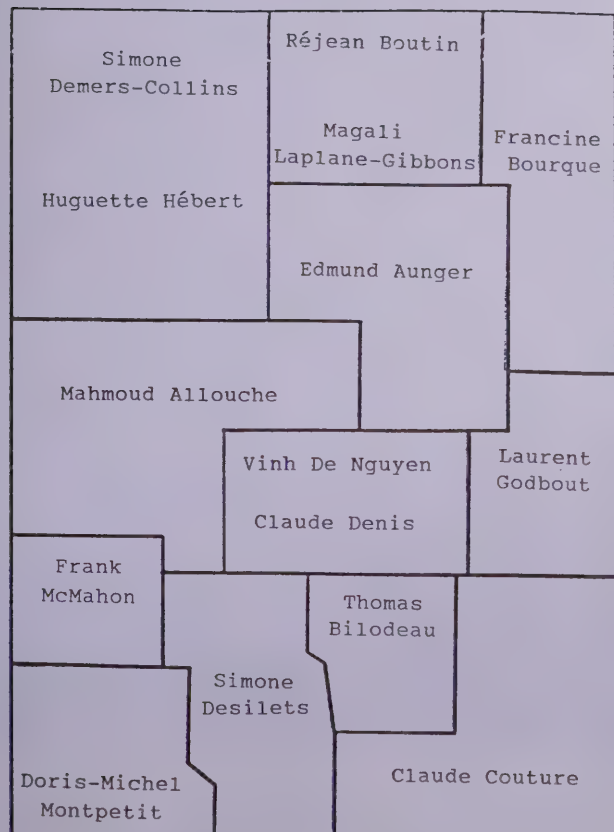 Simone
Demers-Collins
Huguette Hébert
Réjean Boutin
Magali
Laplane-Gibbons
Francine
Bourque
Edmund Aunger
Mahmoud Allouche
Vinh De Nguyen
Claude Denis
Laurent
Godbout
Frank
McMahon
Thomas
Bilodeau
Simone
Desilets
Doris-Michel
Montpetit
Claude Couture